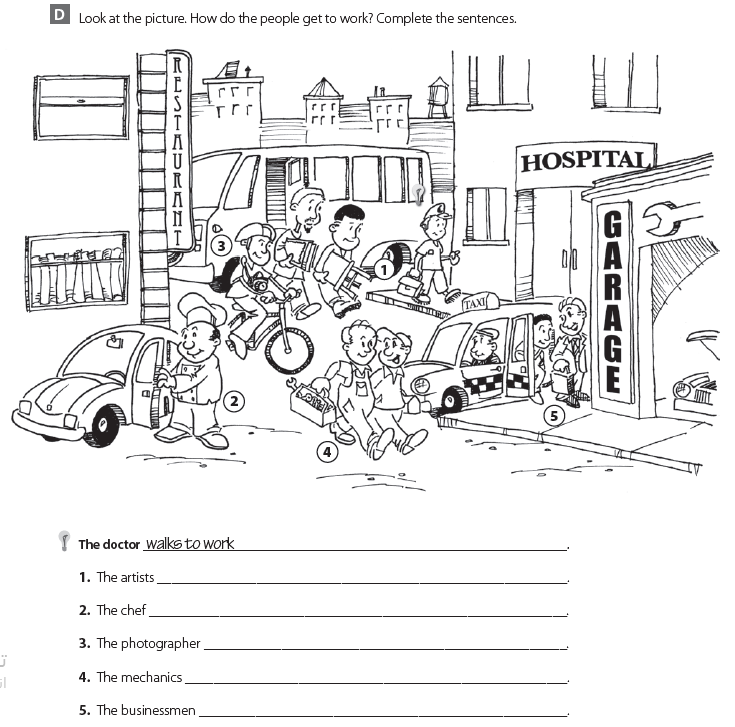 D Look at the picture. How do the people get to work? Complete the sentences.
RESTAURANT
HOSPITAL
GARAGE
TAXI
3
1
2
5
4
The doctor walks to work.
1. The artists.
2. The chef.
3. The photographer.
4. The mechanics.
5. The businessmen.